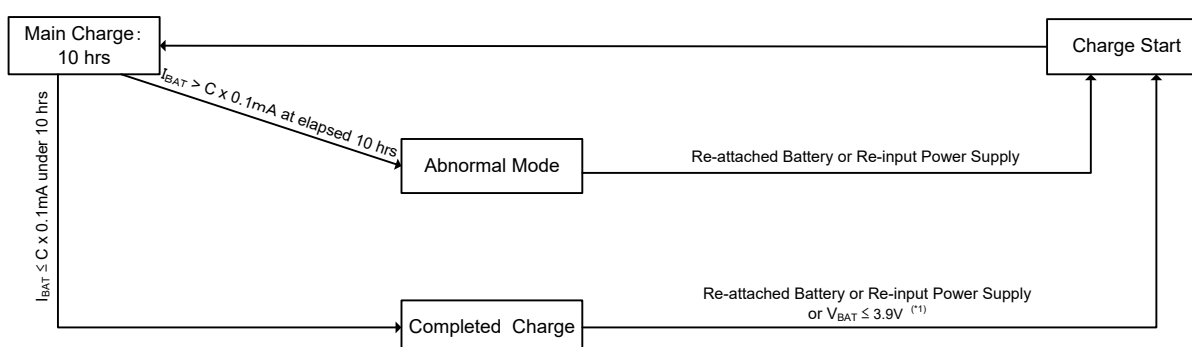 Main Charge:
10 hrs
Charge Start
I_BAT > C x 0.1mA at elapsed 10 hrs
I_BAT ≤ C x 0.1mA under 10 hrs
Abnormal Mode
Re-attached Battery or Re-input Power Supply
Completed Charge
Re-attached Battery or Re-input Power Supply
or V_BAT ≤ 3.9V (*1)